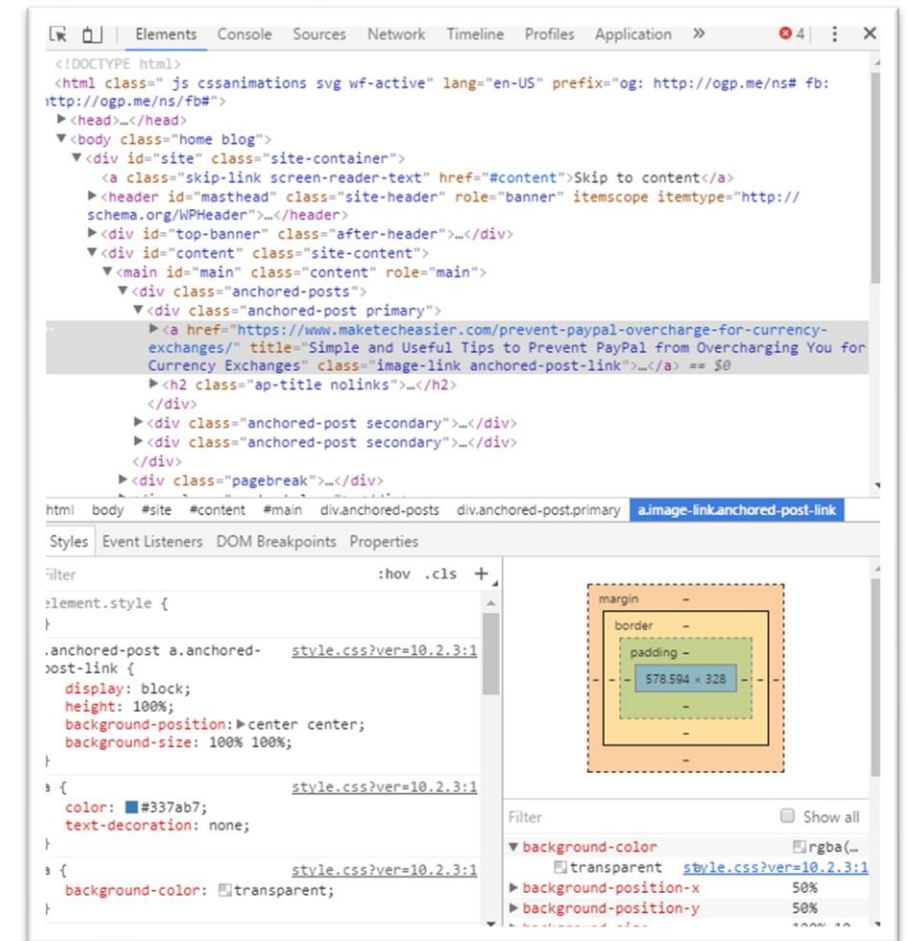 Elements Console Sources Network Timeline Profiles Application » 4
<!DOCTYPE html>
<html class=" js cssanimations svg wf-active" lang="en-US" prefix="og: http://ogp.me/ns# fb:
http://ogp.me/ns/fb#">
<head>…</head>
<body class="home blog">
<div id="site" class="site-container">
<a class="skip-link screen-reader-text" href="#content">Skip to content</a>
<header id="masthead" class="site-header" role="banner" itemscope itemtype="http://
schema.org/WPHeader">…</header>
<div id="top-banner" class="after-header">…</div>
<div id="content" class="site-content">
<main id="main" class="content" role="main">
<div class="anchored-posts">
<div class="anchored-post primary">
<a href="https://www.maketecheasier.com/prevent-paypal-overcharge-for-currency-
exchanges/" title="Simple and Useful Tips to Prevent PayPal from Overcharging You for
Currency Exchanges" class="image-link anchored-post-link">…</a> == $0
<h2 class="ap-title nolinks">…</h2>
</div>
<div class="anchored-post secondary">…</div>
<div class="anchored-post secondary">…</div>
</div>
<div class="pagebreak">…</div>
html body #site #content #main div.anchored-posts div.anchored-post.primary a.image-link.anchored-post-link
Styles Event Listeners DOM Breakpoints Properties
Filter :hov .cls +
element.style {
}
.anchored-post a.anchored- style.css?ver=10.2.3:1
post-link {
display: block;
height: 100%;
background-position: center center;
background-size: 100% 100%;
}
a { style.css?ver=10.2.3:1
color: #337ab7;
text-decoration: none;
}
a { style.css?ver=10.2.3:1
background-color: transparent;
}
margin –
border –
padding –
– – – 578.594 × 328 – – –
–
–
–
Filter Show all
background-color rgba(…
transparent style.css?ver=10.2.3:1
background-position-x 50%
background-position-y 50%